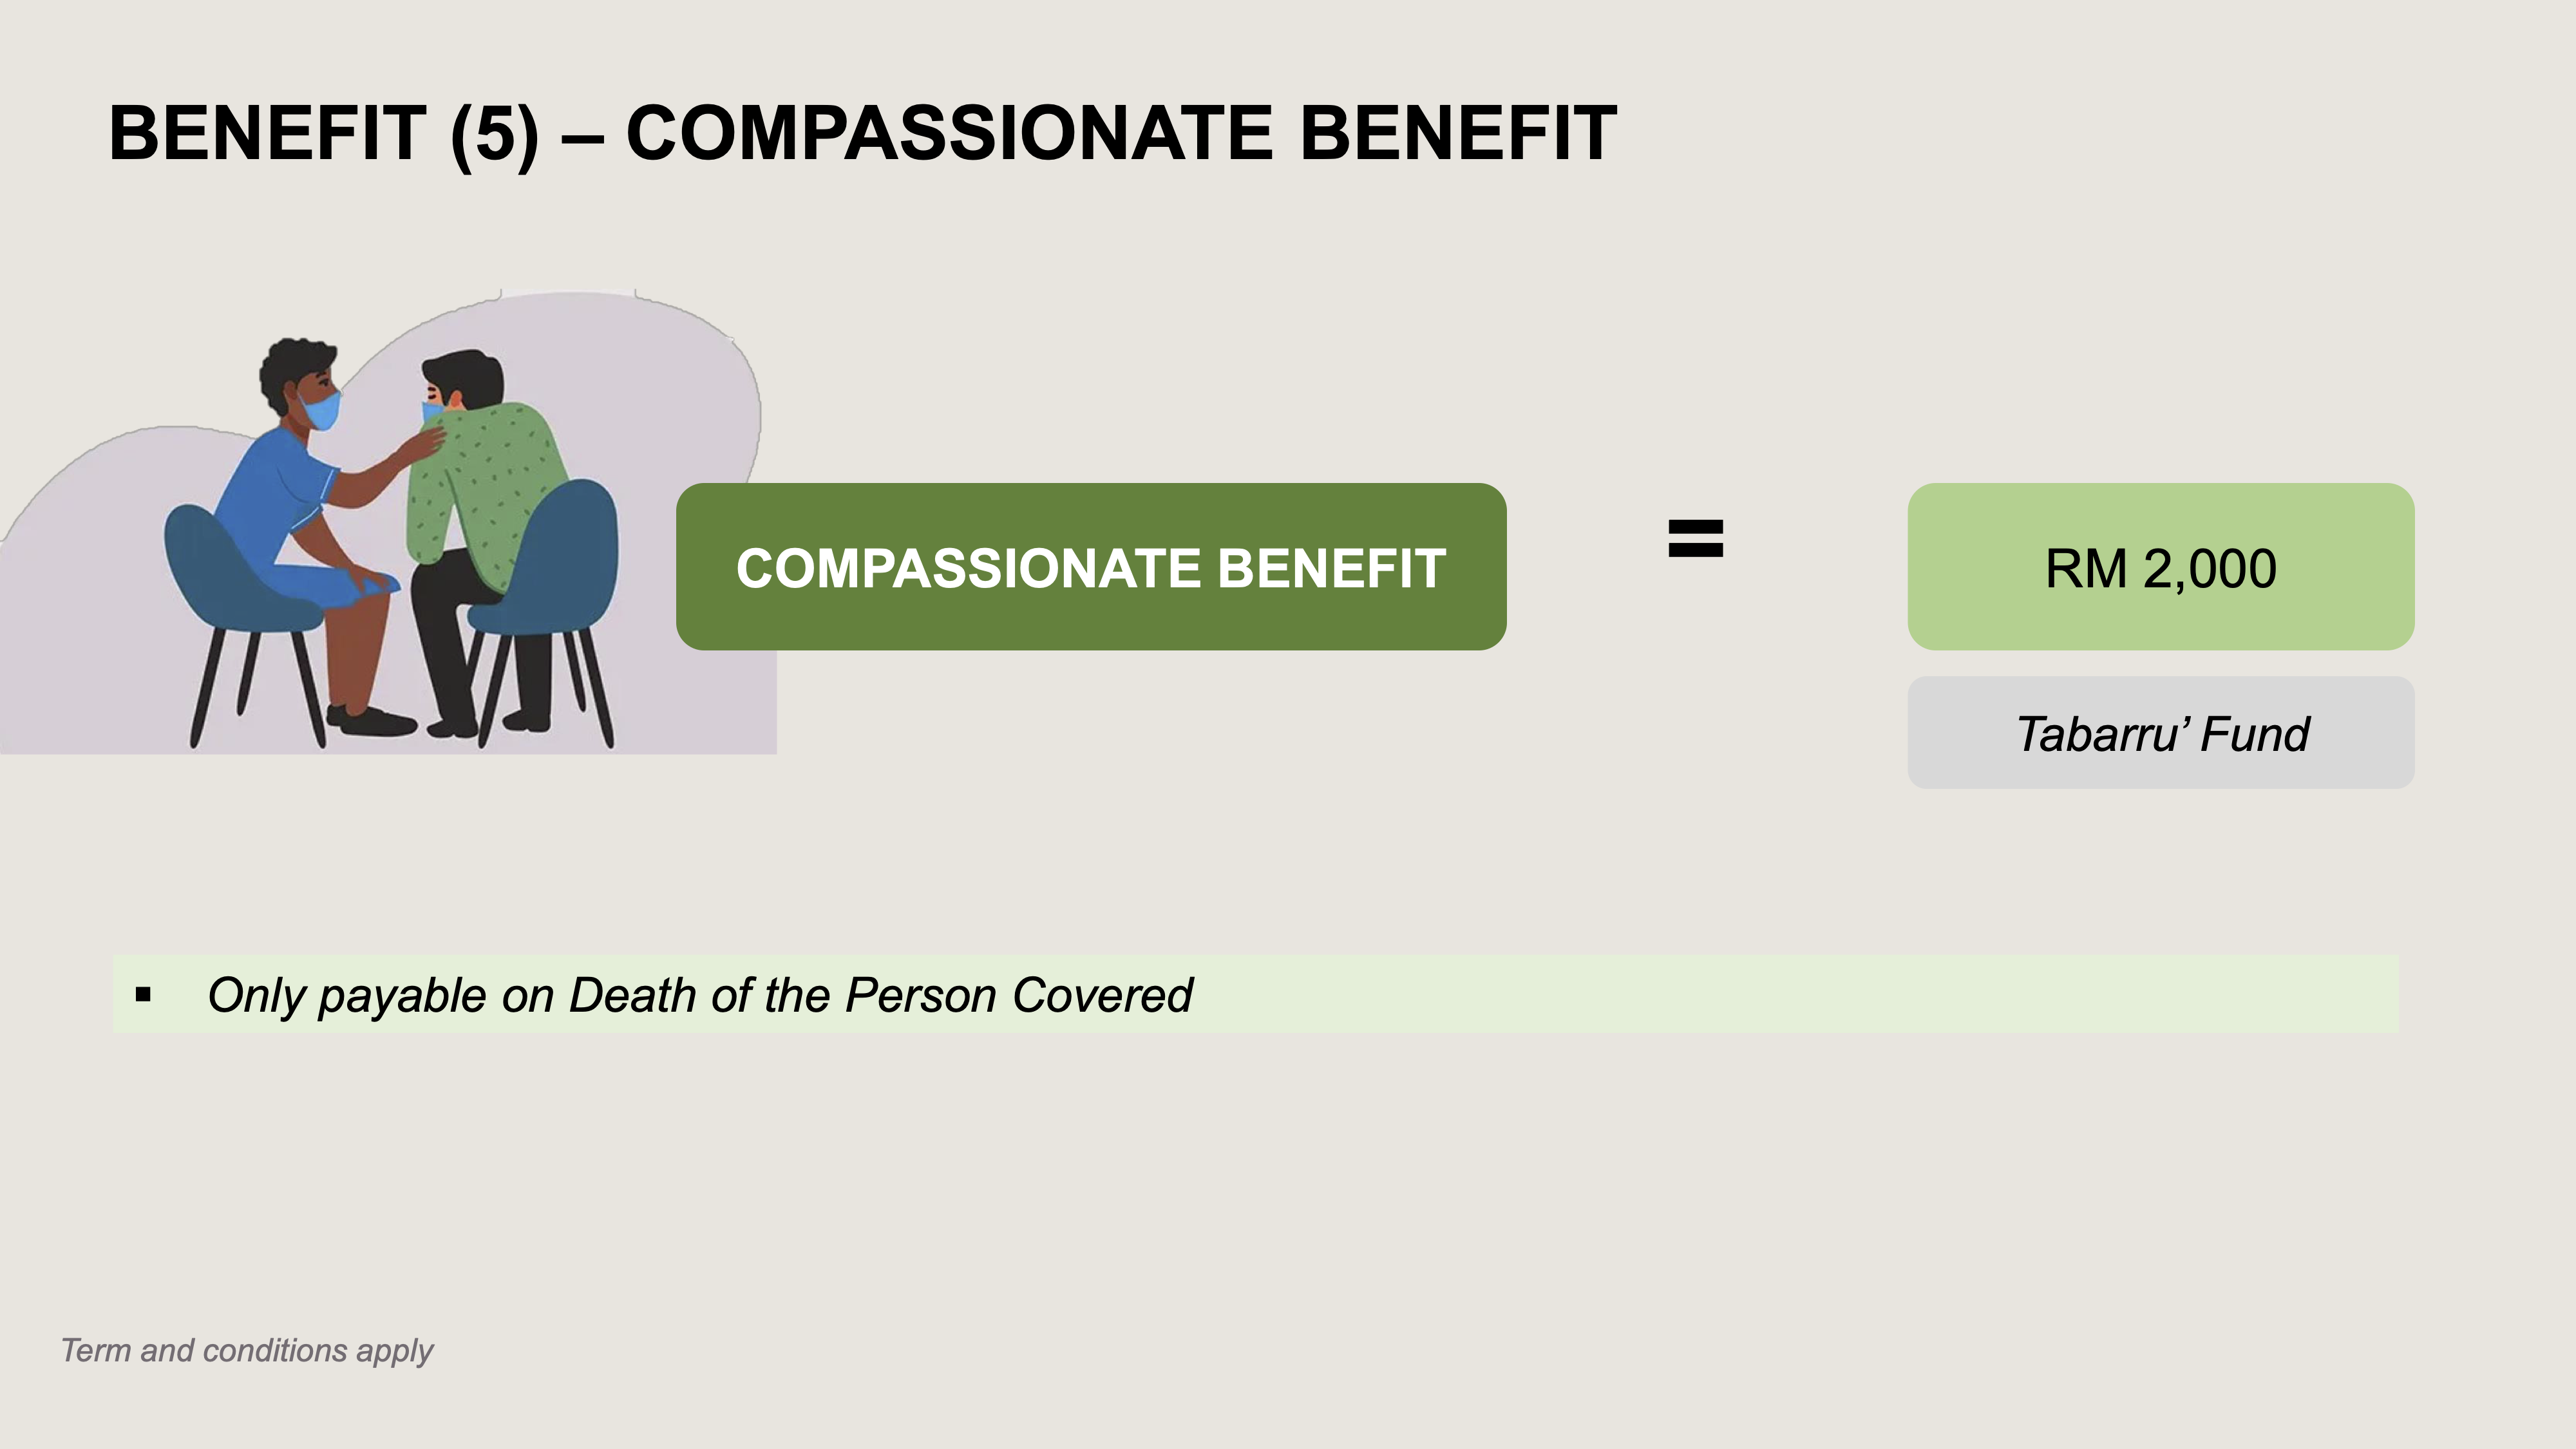 BENEFIT (5) – COMPASSIONATE BENEFIT
COMPASSIONATE BENEFIT
=
RM 2,000
Tabarru’ Fund
▪ Only payable on Death of the Person Covered
Term and conditions apply